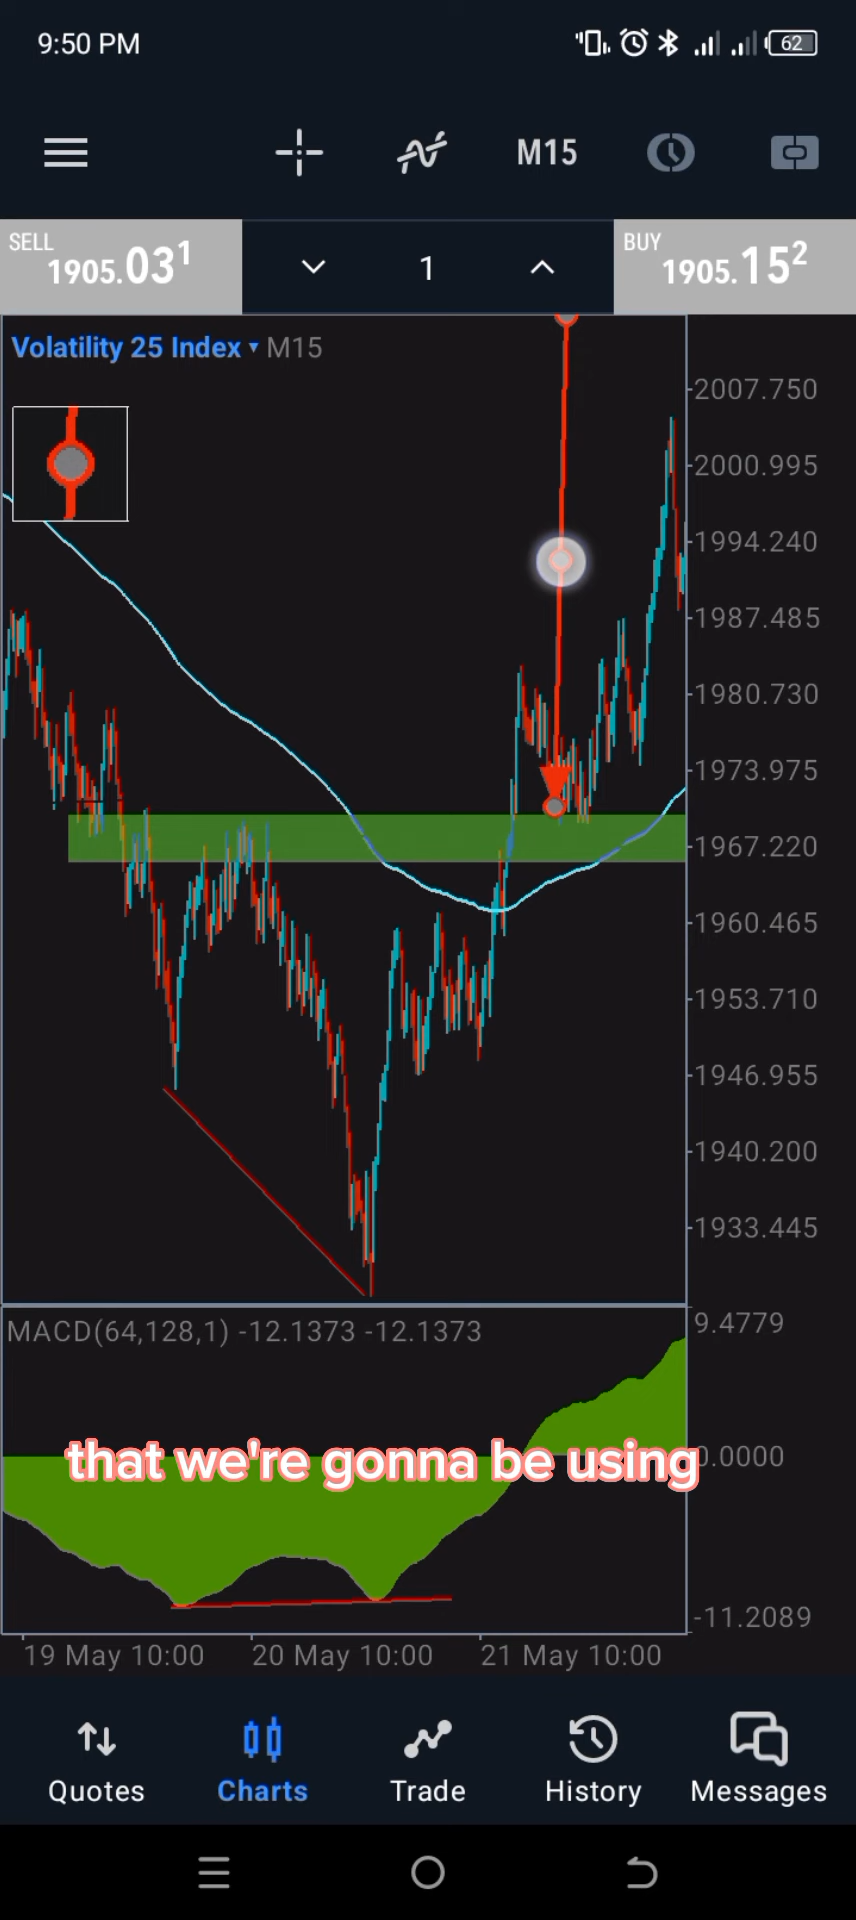 9:50 PM
62
M15
SELL
1905.031
1
BUY
1905.152
Volatility 25 Index ▾ M15
2007.750
2000.995
1994.240
1987.485
1980.730
1973.975
1967.220
1960.465
1953.710
1946.955
1940.200
1933.445
MACD(64,128,1) -12.1373 -12.1373
9.4779
that we're gonna be using
0.0000
-11.2089
19 May 10:00
20 May 10:00
21 May 10:00
Quotes
Charts
Trade
History
Messages